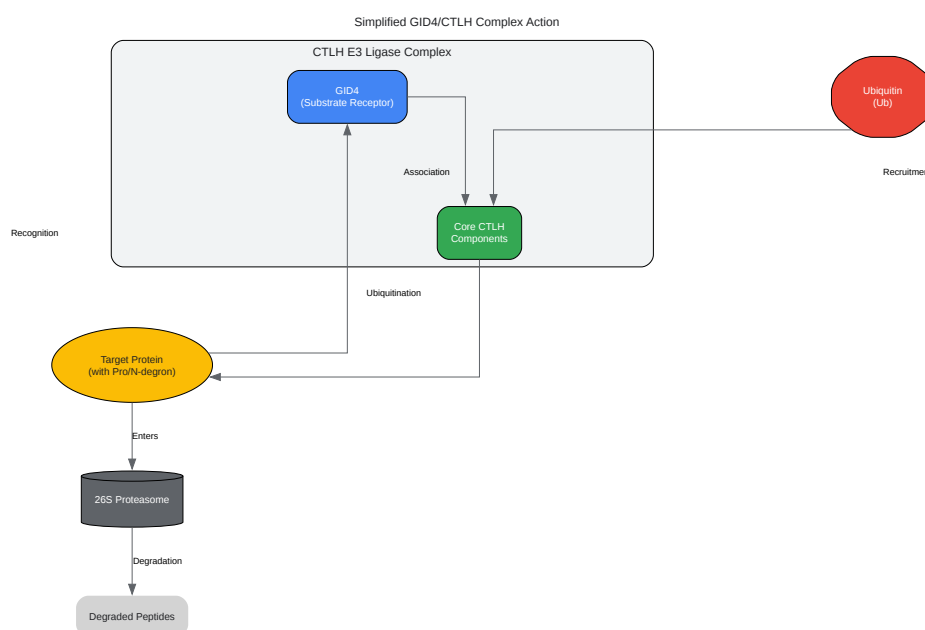 Simplified GID4/CTLH Complex Action
CTLH E3 Ligase Complex
GID4
(Substrate Receptor)
Ubiquitin
(Ub)
Association
Recruitmen
Core CTLH
Components
Recognition
Ubiquitination
Target Protein
(with Pro/N-degron)
Enters
26S Proteasome
Degradation
Degraded Peptides